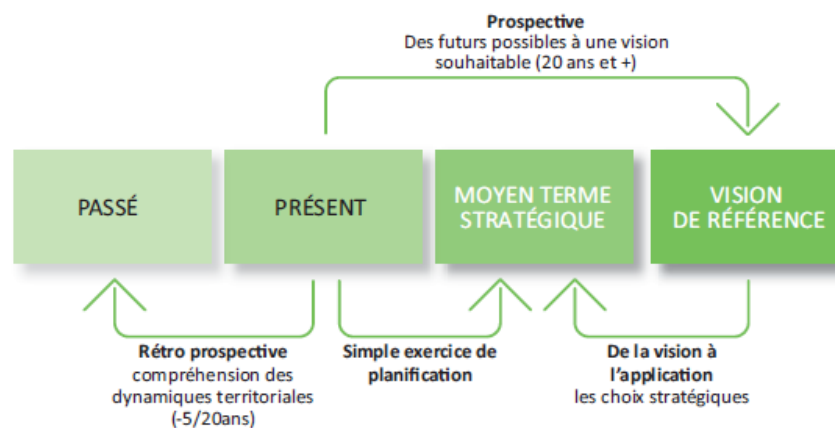 Prospective
Des futurs possibles à une vision
souhaitable (20 ans et +)
PASSÉ
PRÉSENT
MOYEN TERME
STRATÉGIQUE
VISION
DE RÉFÉRENCE
Rétro prospective
compréhension des
dynamiques territoriales
(-5/20ans)
Simple exercice de
planification
De la vision à
l'application
les choix stratégiques